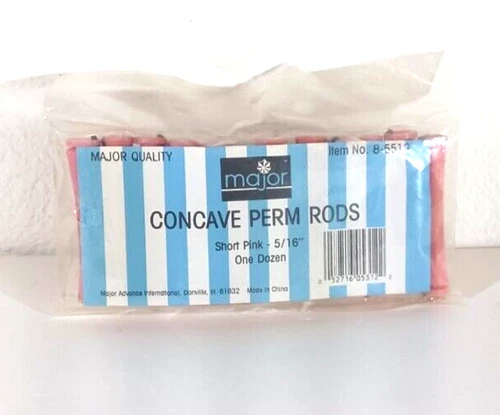 MAJOR QUALITY
major
Item No. 8-5512
CONCAVE PERM RODS
Short Pink - 5/16"
One Dozen
Major Advance International, Danville, Ill. 61832 Made in China